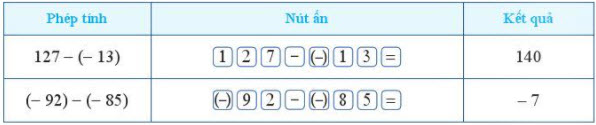 Phép tính Nút ấn Kết quả
127 – (– 13) 1 2 7 − (–) 1 3 = 140
(– 92) – (– 85) (–) 9 2 − (–) 8 5 = – 7